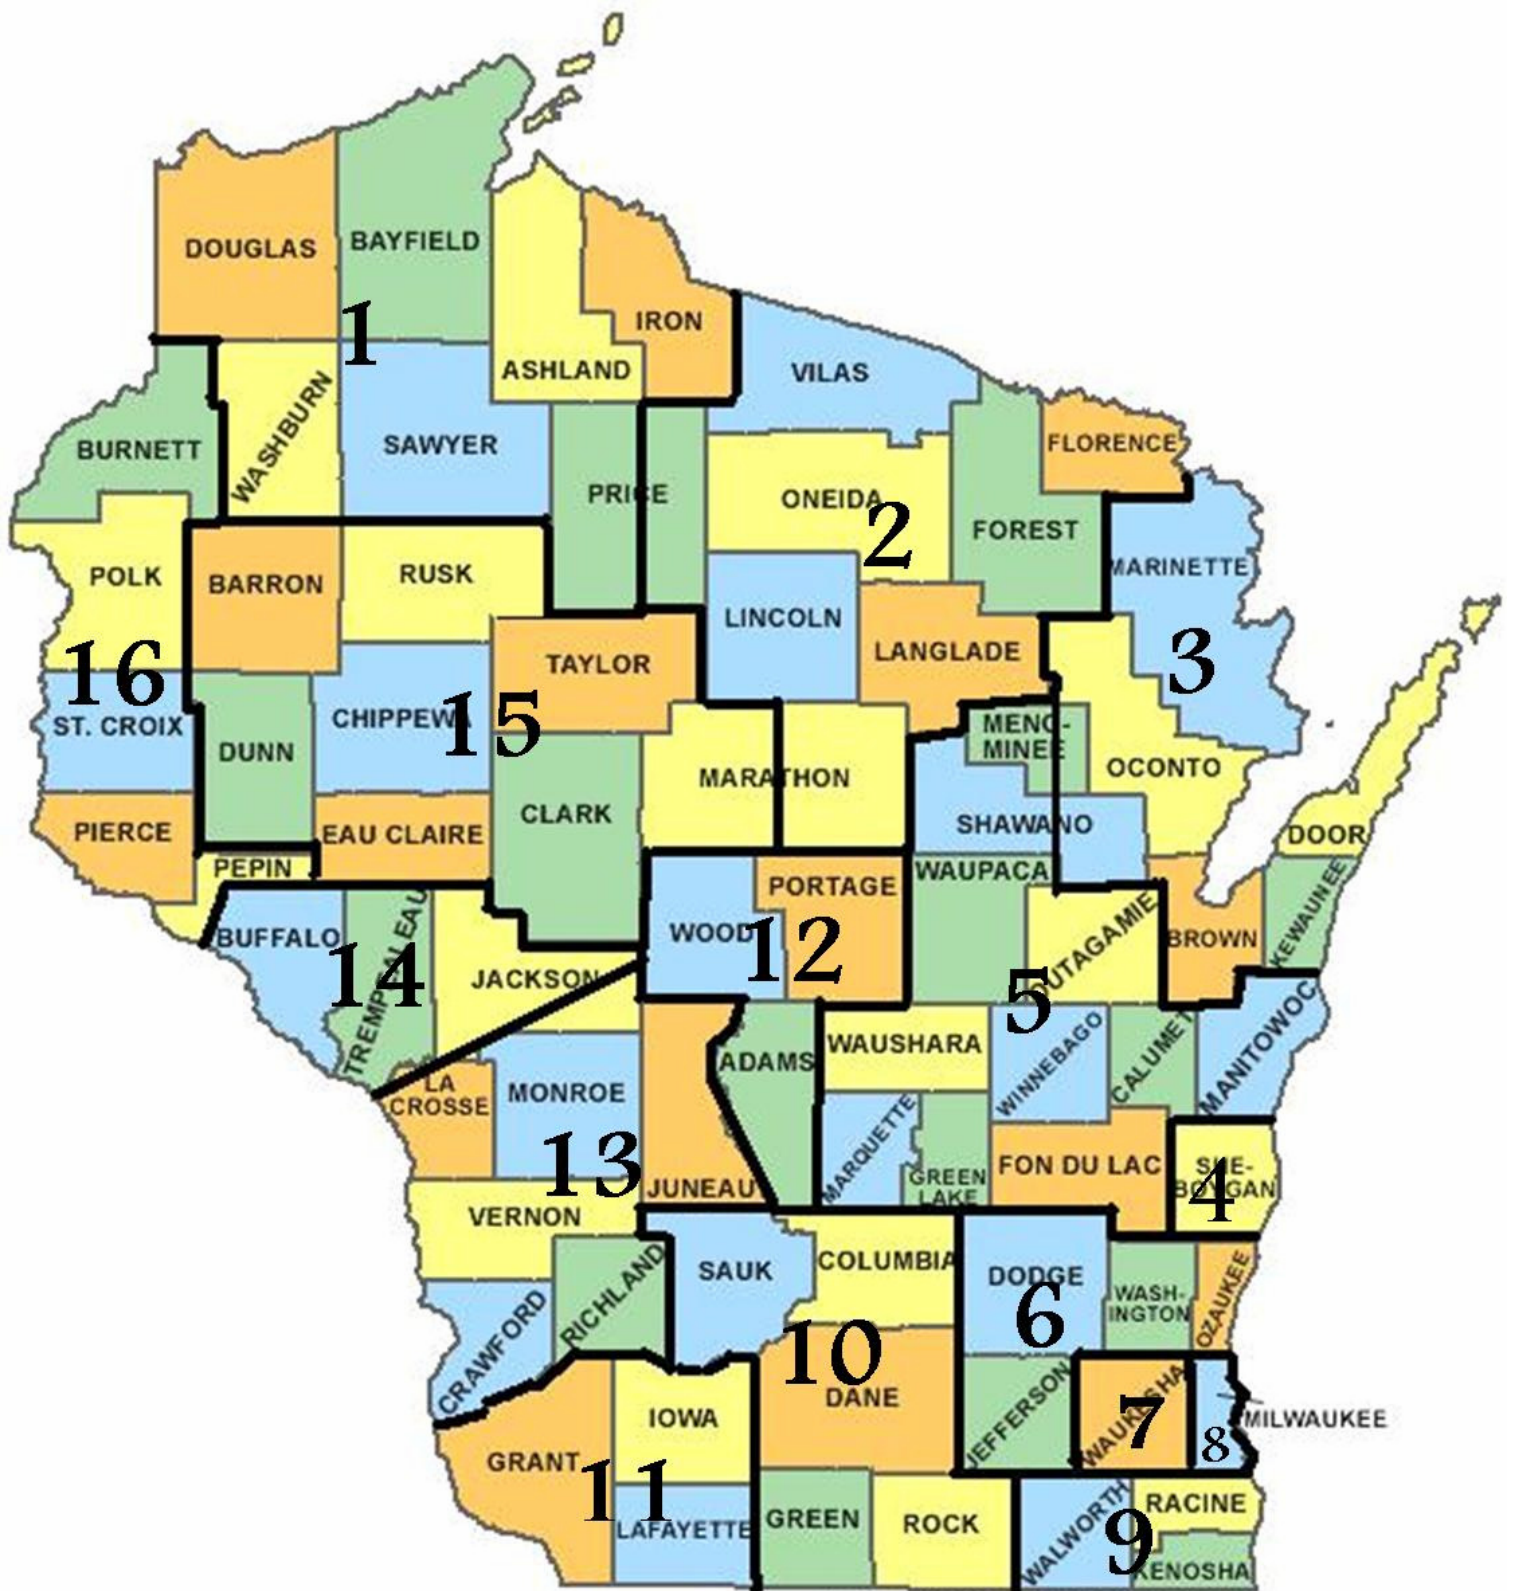 DOUGLAS
BAYFIELD
IRON
1
ASHLAND
VILAS
WASHBURN
BURNETT
SAWYER
FLORENCE
PRICE
ONEIDA
2
FOREST
MARINETTE
POLK
BARRON
RUSK
LINCOLN
LANGLADE
3
16
TAYLOR
ST. CROIX
CHIPPEWA
15
DUNN
MENO-
MINEE
MARATHON
OCONTO
CLARK
SHAWANO
PIERCE
EAU CLAIRE
DOOR
PEPIN
WAUPACA
PORTAGE
BUFFALO
TREMPEALEAU
14
JACKSON
WOOD
12
OUTAGAMIE
BROWN
KEWAUNEE
5
ADAMS
WAUSHARA
WINNEBAGO
CALUMET
MANITOWOC
LA
CROSSE
MONROE
13
JUNEAU
MARQUETTE
GREEN
LAKE
FON DU LAC
SHE-
BOYGAN
4
VERNON
SAUK
COLUMBIA
DODGE
6
WASH-
INGTON
OZAUKEE
RICHLAND
CRAWFORD
10
DANE
JEFFERSON
WAUKESHA
7
MILWAUKEE
8
IOWA
GRANT
11
LAFAYETTE
GREEN
ROCK
WALWORTH
RACINE
9
KENOSHA